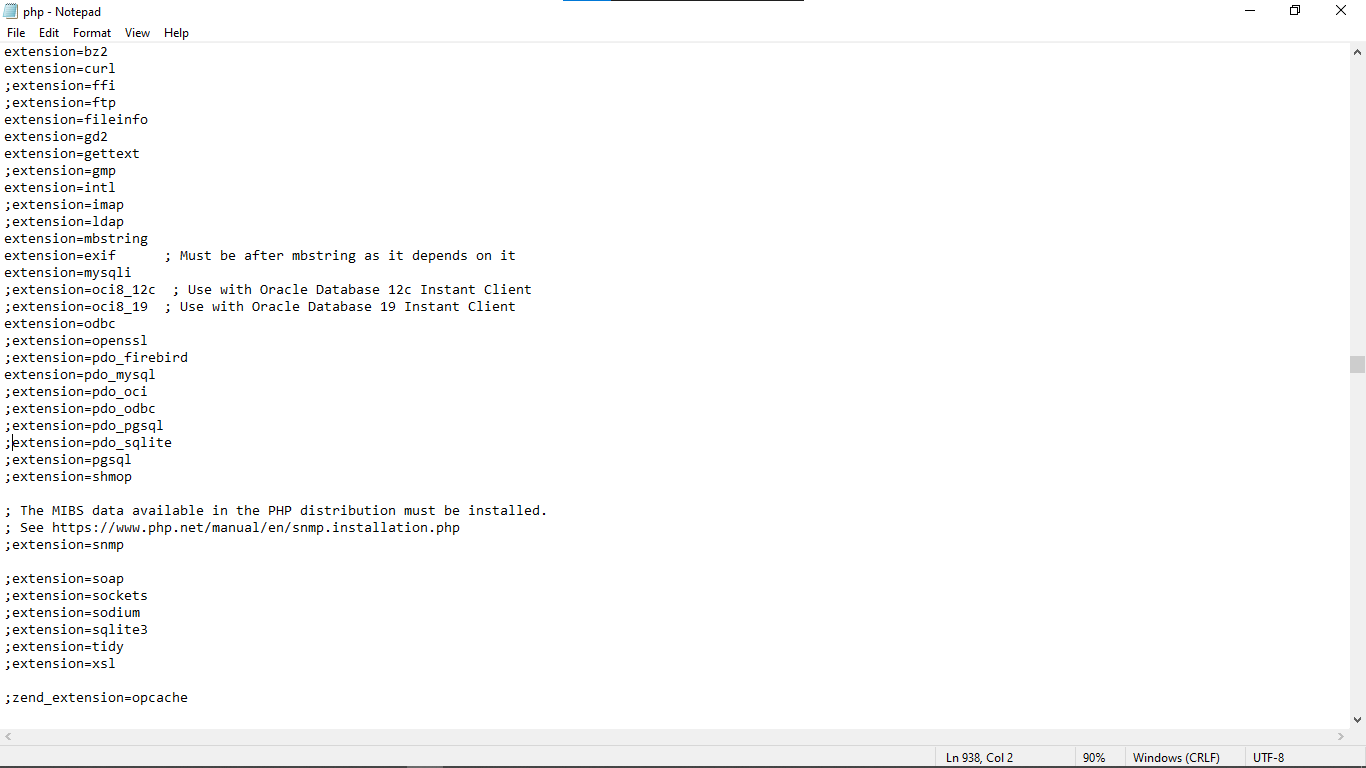 php - Notepad
File Edit Format View Help
extension=bz2
extension=curl
;extension=ffi
;extension=ftp
extension=fileinfo
extension=gd2
extension=gettext
;extension=gmp
extension=intl
;extension=imap
;extension=ldap
extension=mbstring
extension=exif      ; Must be after mbstring as it depends on it
extension=mysqli
;extension=oci8_12c  ; Use with Oracle Database 12c Instant Client
;extension=oci8_19  ; Use with Oracle Database 19 Instant Client
extension=odbc
;extension=openssl
;extension=pdo_firebird
extension=pdo_mysql
;extension=pdo_oci
;extension=pdo_odbc
;extension=pdo_pgsql
;extension=pdo_sqlite
;extension=pgsql
;extension=shmop
; The MIBS data available in the PHP distribution must be installed.
; See https://www.php.net/manual/en/snmp.installation.php
;extension=snmp
;extension=soap
;extension=sockets
;extension=sodium
;extension=sqlite3
;extension=tidy
;extension=xsl
;zend_extension=opcache
Ln 938, Col 2 90% Windows (CRLF) UTF-8